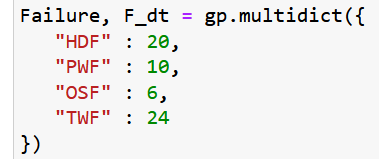 Failure, F_dt = gp.multidict({
    "HDF" : 20,
    "PWF" : 10,
    "OSF" : 6,
    "TWF" : 24
})